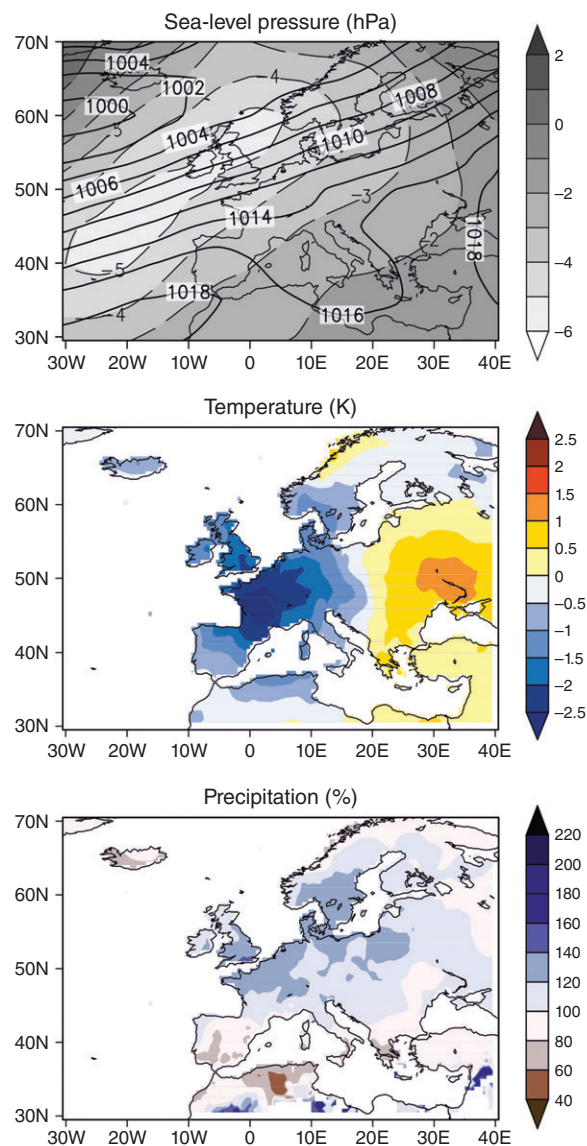 Sea-level pressure (hPa)
70N
60N
50N
40N
30N
1004
1002
1000
5
4
1008
1004
1010
1006
−3
1014
−2
1018
−5
4
1018
1016
30W 20W 10W 0 10E 20E 30E 40E
2
0
−2
−4
−6
Temperature (K)
70N
60N
50N
40N
30N
30W 20W 10W 0 10E 20E 30E 40E
2.5
2
1.5
1
0.5
0
−0.5
−1
−1.5
−2
−2.5
Precipitation (%)
70N
60N
50N
40N
30N
30W 20W 10W 0 10E 20E 30E 40E
220
200
180
160
140
120
100
80
60
40